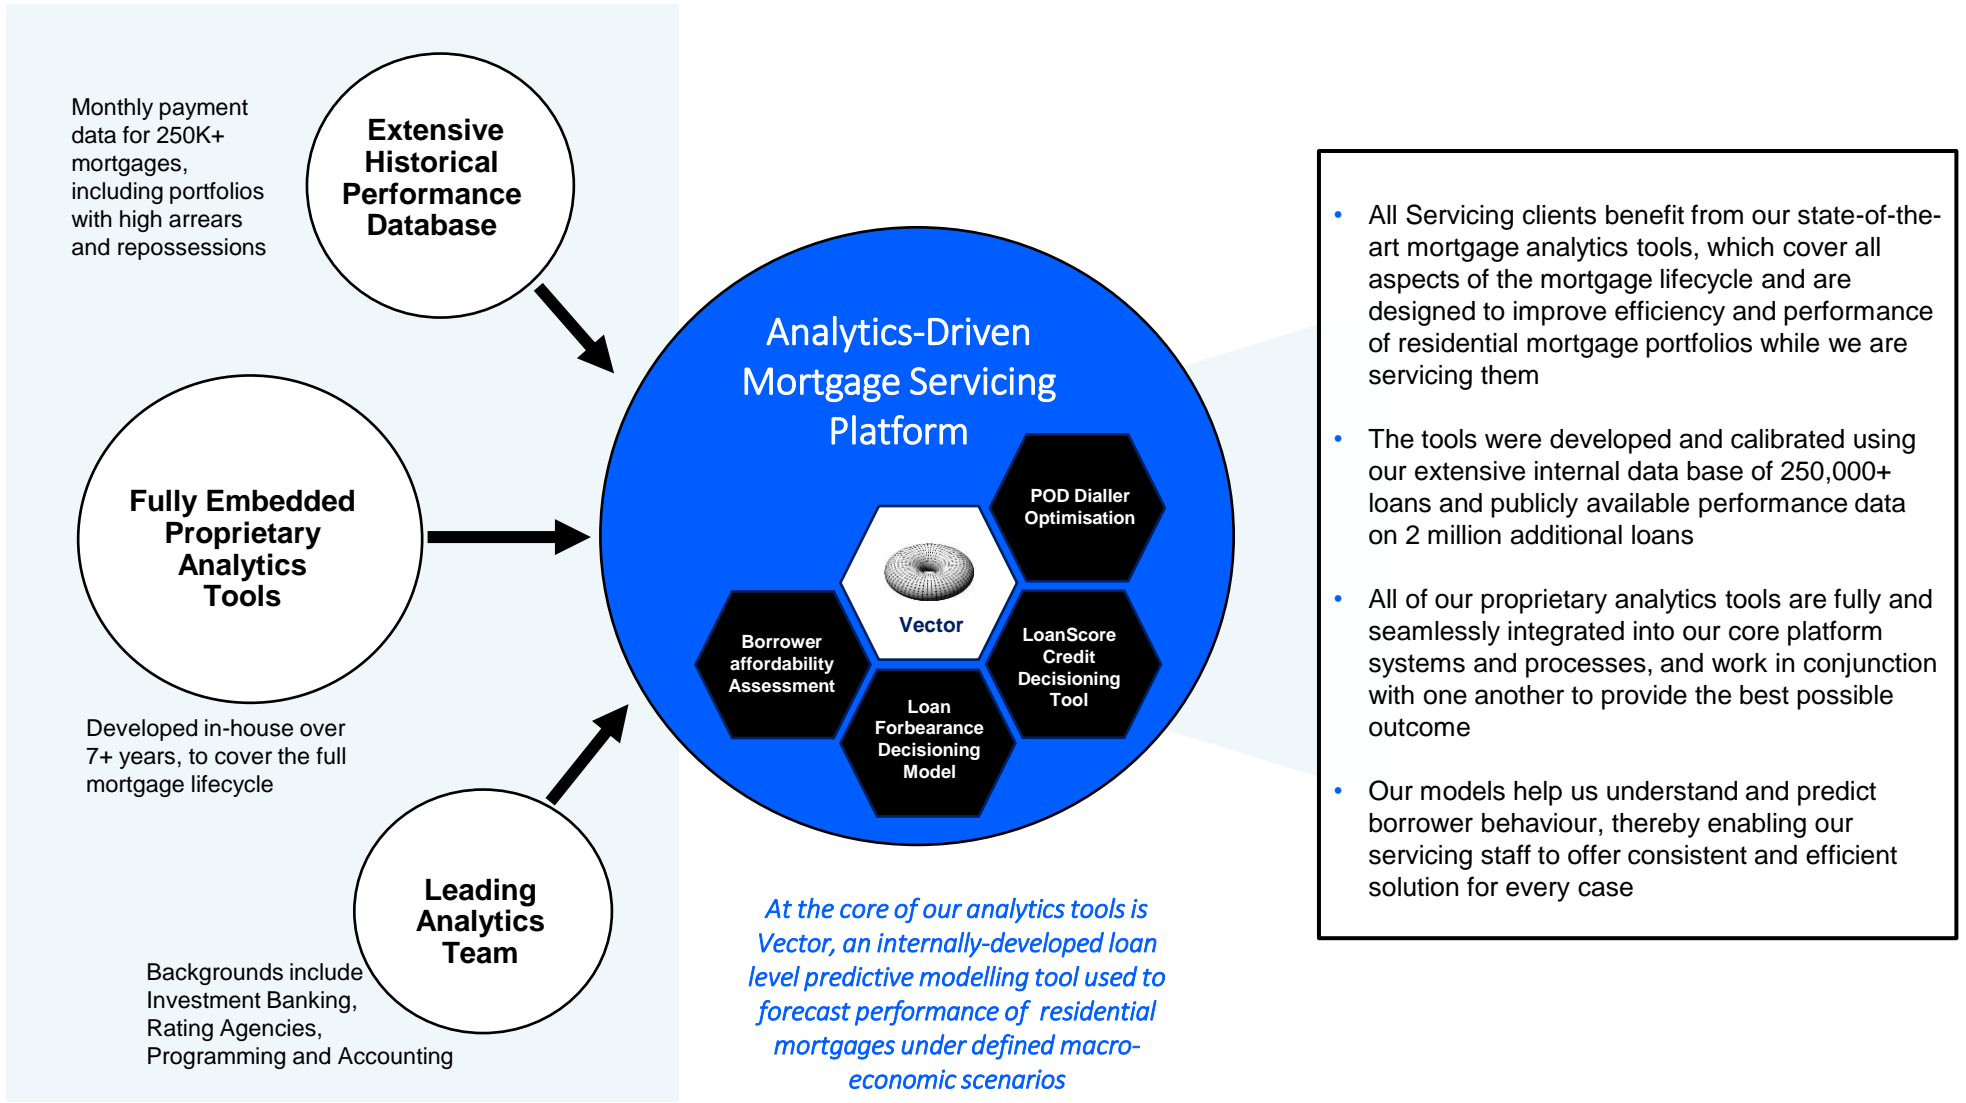 Monthly payment
data for 250K+
mortgages,
including portfolios
with high arrears
and repossessions
Extensive
Historical
Performance
Database
Fully Embedded
Proprietary
Analytics
Tools
Developed in-house over
7+ years, to cover the full
mortgage lifecycle
Leading
Analytics
Team
Backgrounds include
Investment Banking,
Rating Agencies,
Programming and Accounting
Analytics-Driven
Mortgage Servicing
Platform
POD Dialler
Optimisation
Vector
Borrower
affordability
Assessment
LoanScore
Credit
Decisioning
Tool
Loan
Forbearance
Decisioning
Model
At the core of our analytics tools is
Vector, an internally-developed loan
level predictive modelling tool used to
forecast performance of residential
mortgages under defined macro-
economic scenarios
• All Servicing clients benefit from our state-of-the-
art mortgage analytics tools, which cover all
aspects of the mortgage lifecycle and are
designed to improve efficiency and performance
of residential mortgage portfolios while we are
servicing them
• The tools were developed and calibrated using
our extensive internal data base of 250,000+
loans and publicly available performance data
on 2 million additional loans
• All of our proprietary analytics tools are fully and
seamlessly integrated into our core platform
systems and processes, and work in conjunction
with one another to provide the best possible
outcome
• Our models help us understand and predict
borrower behaviour, thereby enabling our
servicing staff to offer consistent and efficient
solution for every case